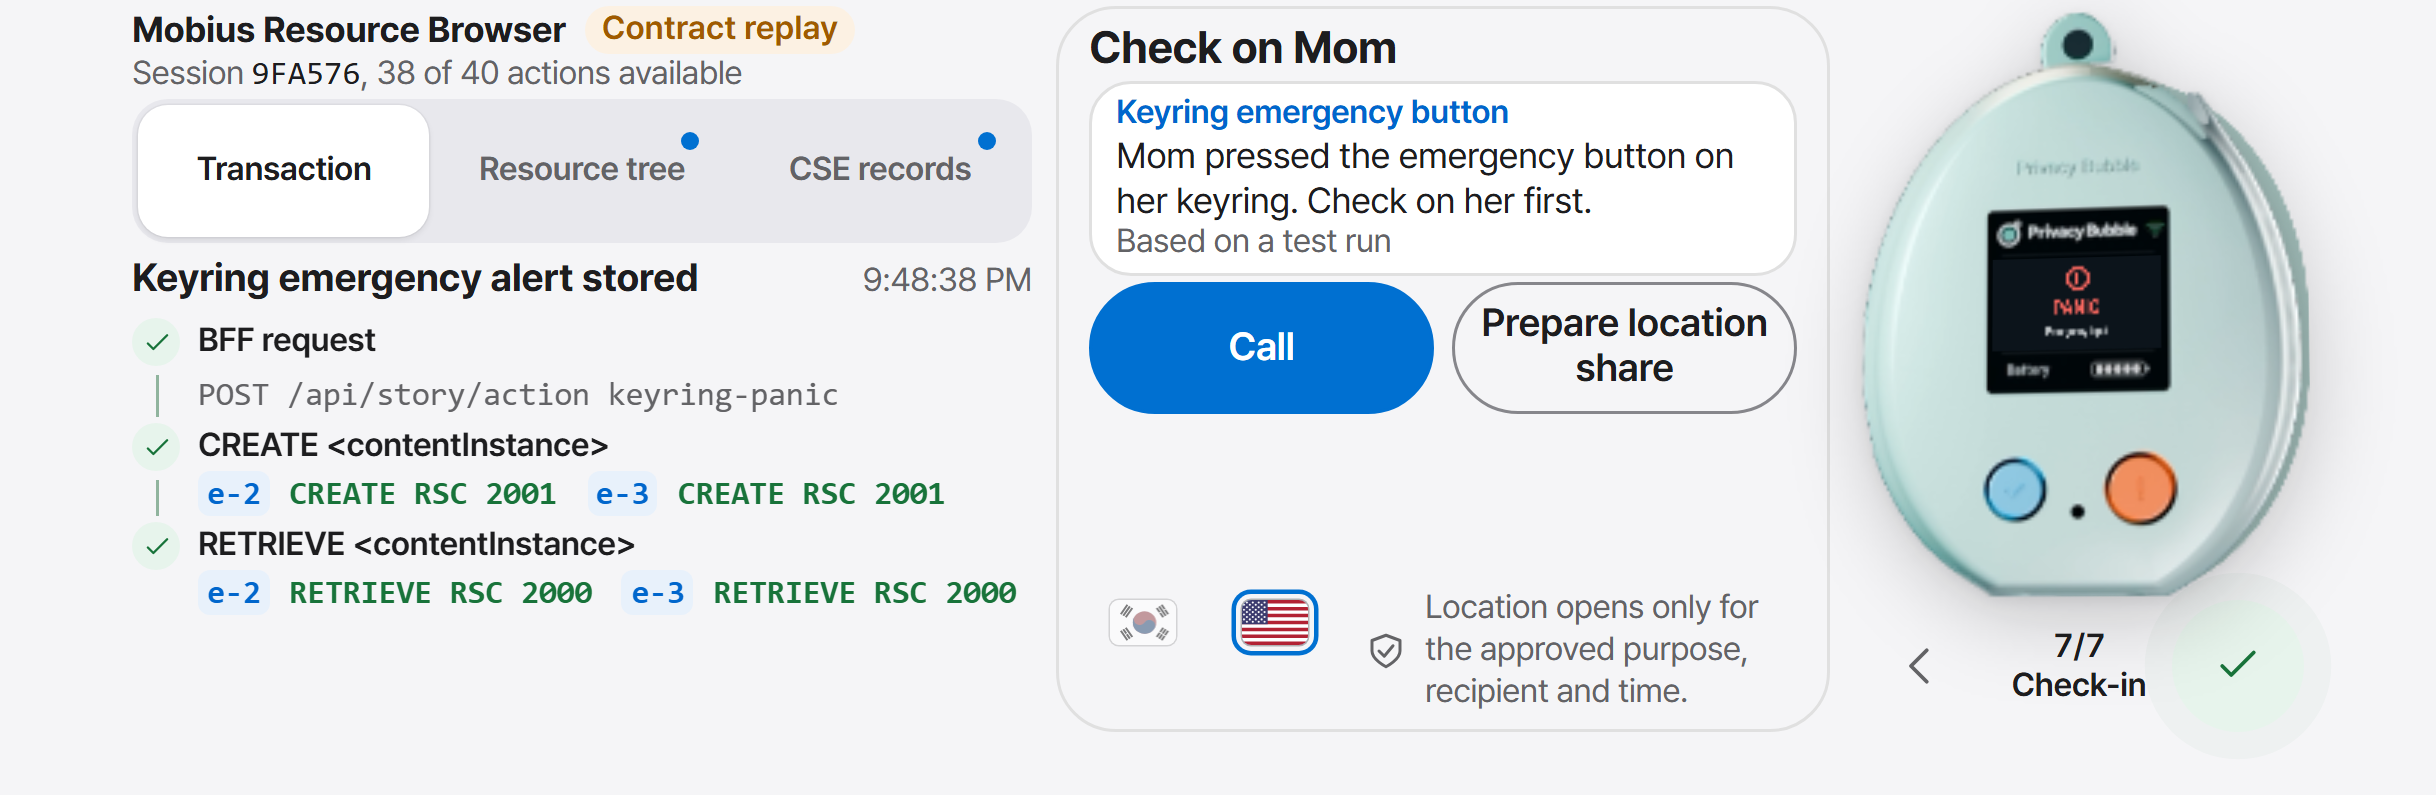 Mobius Resource Browser Contract replay
Session 9FA576, 38 of 40 actions available
Transaction Resource tree CSE records
Keyring emergency alert stored 9:48:38 PM
BFF request
POST /api/story/action keyring-panic
CREATE <contentInstance>
e-2 CREATE RSC 2001 e-3 CREATE RSC 2001
RETRIEVE <contentInstance>
e-2 RETRIEVE RSC 2000 e-3 RETRIEVE RSC 2000
Check on Mom
Keyring emergency button
Mom pressed the emergency button on
her keyring. Check on her first.
Based on a test run
Call
Prepare location
share
Location opens only for
the approved purpose,
recipient and time.
Privacy Bubble
Privacy Bubble
PANIC
Battery
7/7
Check-in